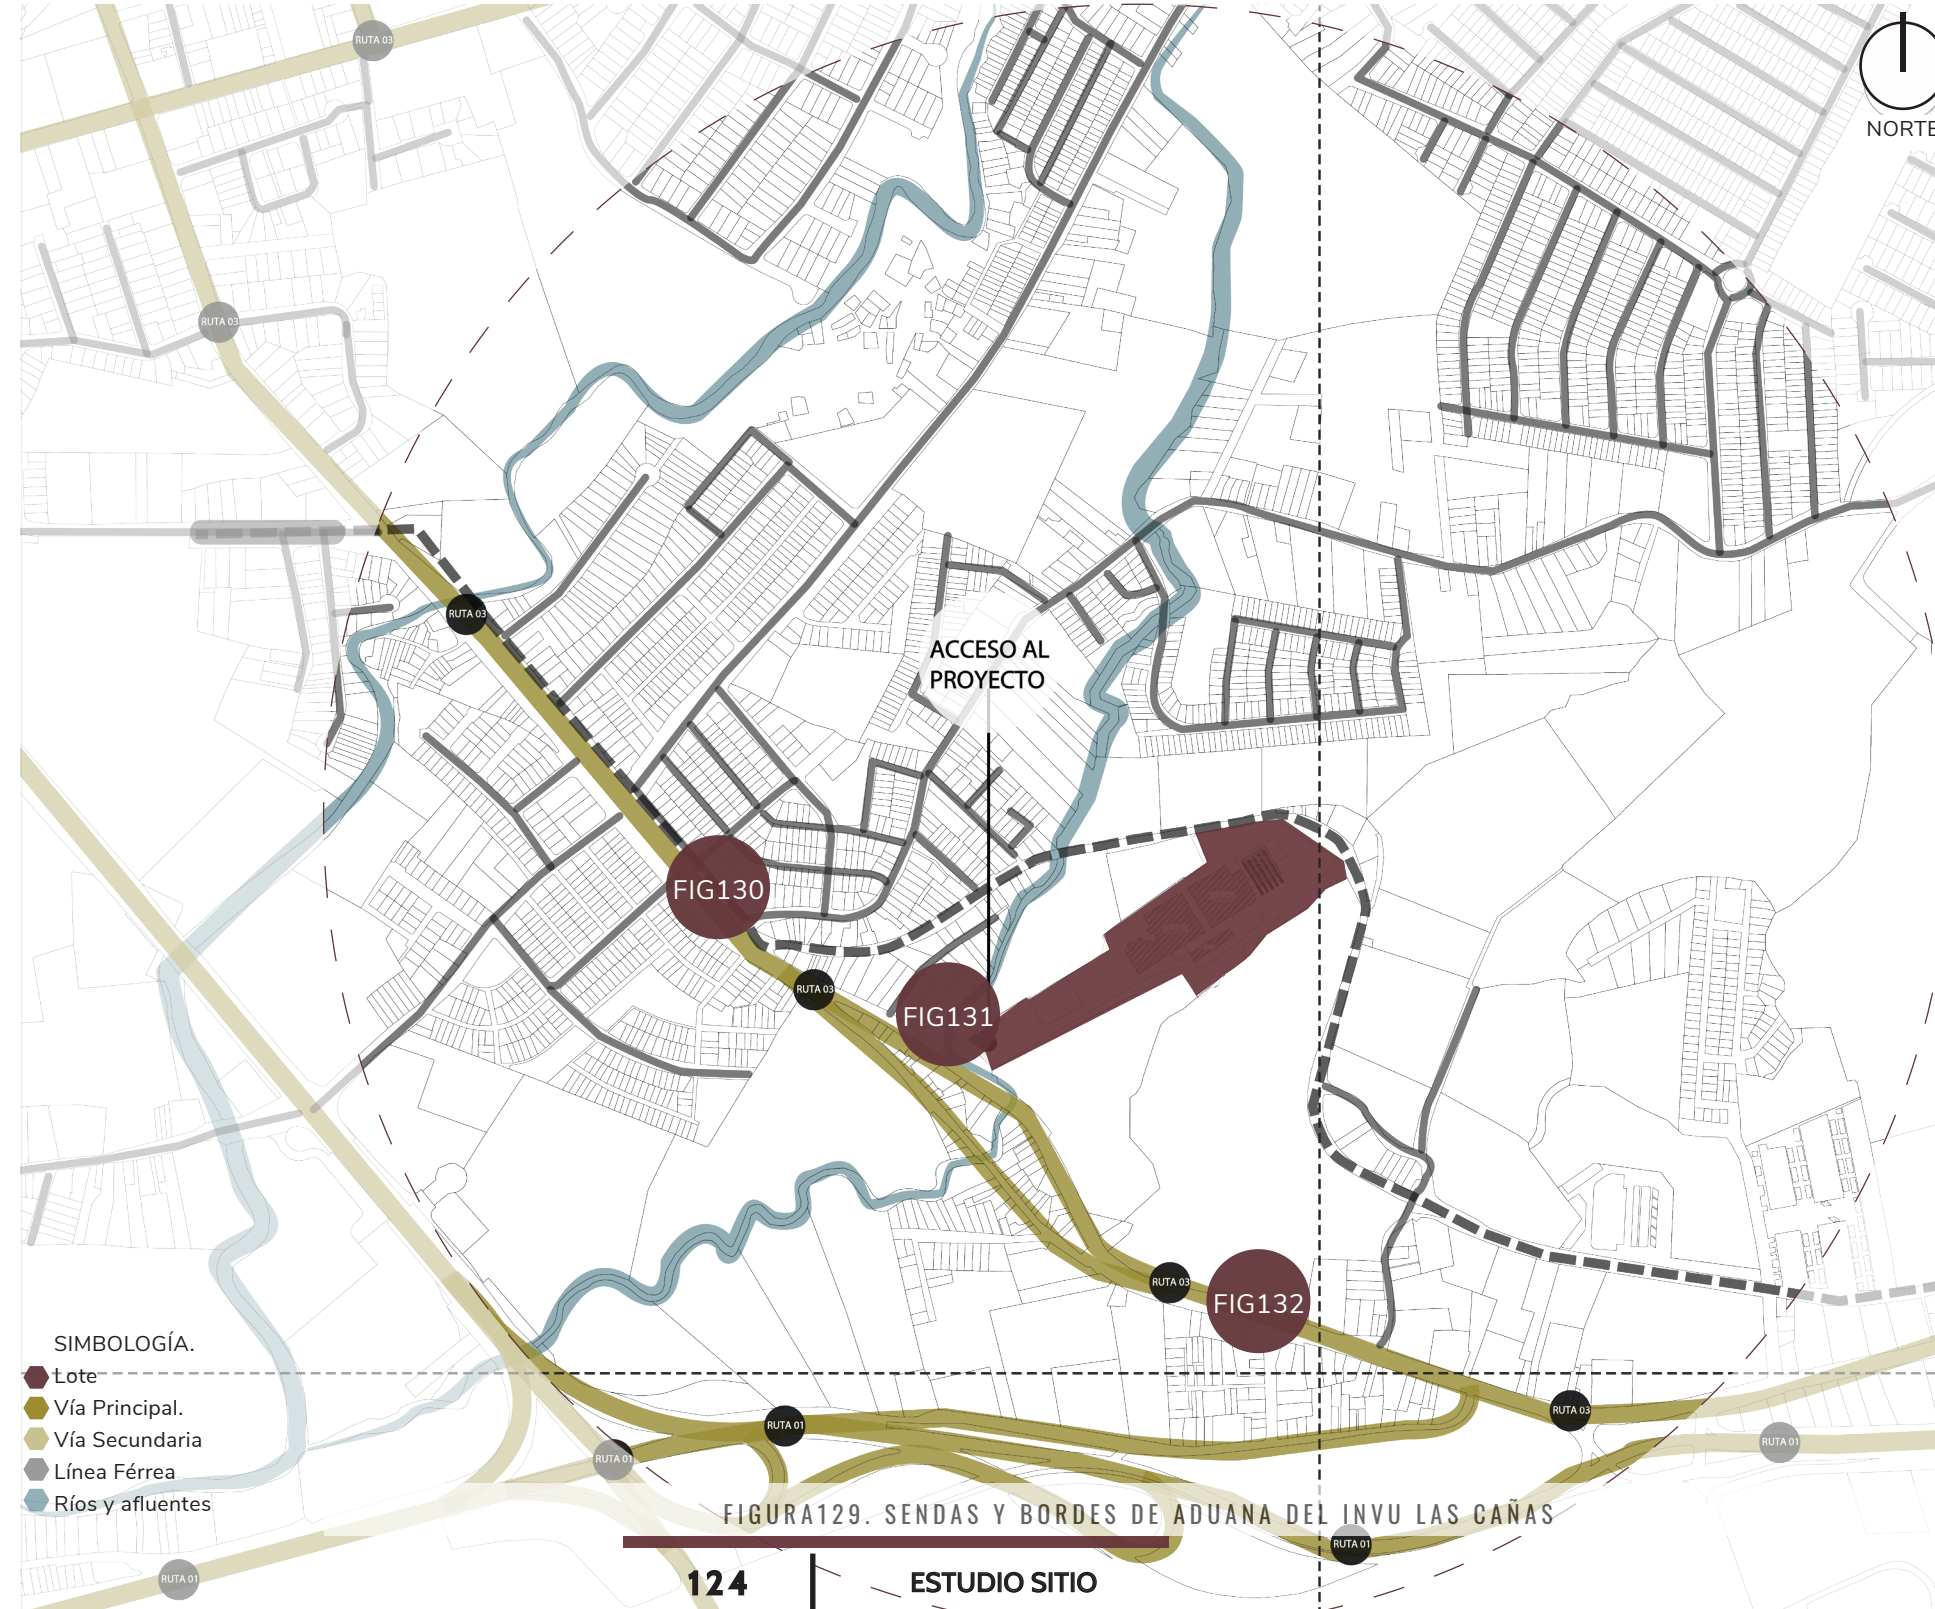 RUTA 03
NORTE
RUTA 03
RUTA 03
ACCESO AL
PROYECTO
FIG130
RUTA 03
FIG131
RUTA 03
FIG132
SIMBOLOGÍA.
Lote
Vía Principal.
Vía Secundaria
Línea Férrea
Ríos y afluentes
RUTA 03
RUTA 01
RUTA 01
RUTA 01
FIGURA129. SENDAS Y BORDES DE ADUANA DEL INVU LAS CAÑAS
RUTA 01
RUTA 01
124
ESTUDIO SITIO